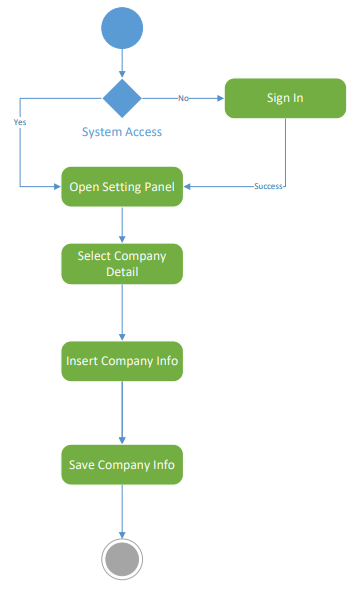 No
Sign In
Yes
System Access
Open Setting Panel
Success
Select Company
Detail
Insert Company Info
Save Company Info